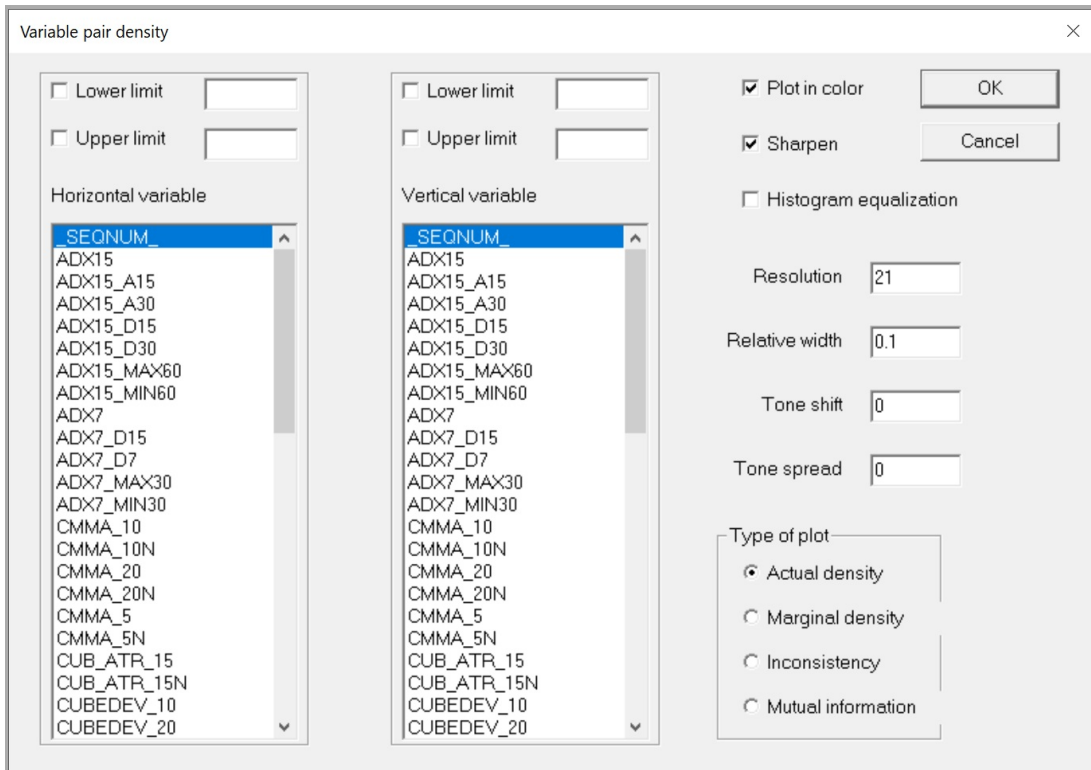 Variable pair density
Lower limit
Upper limit
Horizontal variable
_SEQNUM_
ADX15
ADX15_A15
ADX15_A30
ADX15_D15
ADX15_D30
ADX15_MAX60
ADX15_MIN60
ADX7
ADX7_D15
ADX7_D7
ADX7_MAX30
ADX7_MIN30
CMMA_10
CMMA_10N
CMMA_20
CMMA_20N
CMMA_5
CMMA_5N
CUB_ATR_15
CUB_ATR_15N
CUBEDEV_10
CUBEDEV_20
Lower limit
Upper limit
Vertical variable
_SEQNUM_
ADX15
ADX15_A15
ADX15_A30
ADX15_D15
ADX15_D30
ADX15_MAX60
ADX15_MIN60
ADX7
ADX7_D15
ADX7_D7
ADX7_MAX30
ADX7_MIN30
CMMA_10
CMMA_10N
CMMA_20
CMMA_20N
CMMA_5
CMMA_5N
CUB_ATR_15
CUB_ATR_15N
CUBEDEV_10
CUBEDEV_20
Plot in color
OK
Sharpen
Cancel
Histogram equalization
Resolution 21
Relative width 0.1
Tone shift 0
Tone spread 0
Type of plot
Actual density
Marginal density
Inconsistency
Mutual information